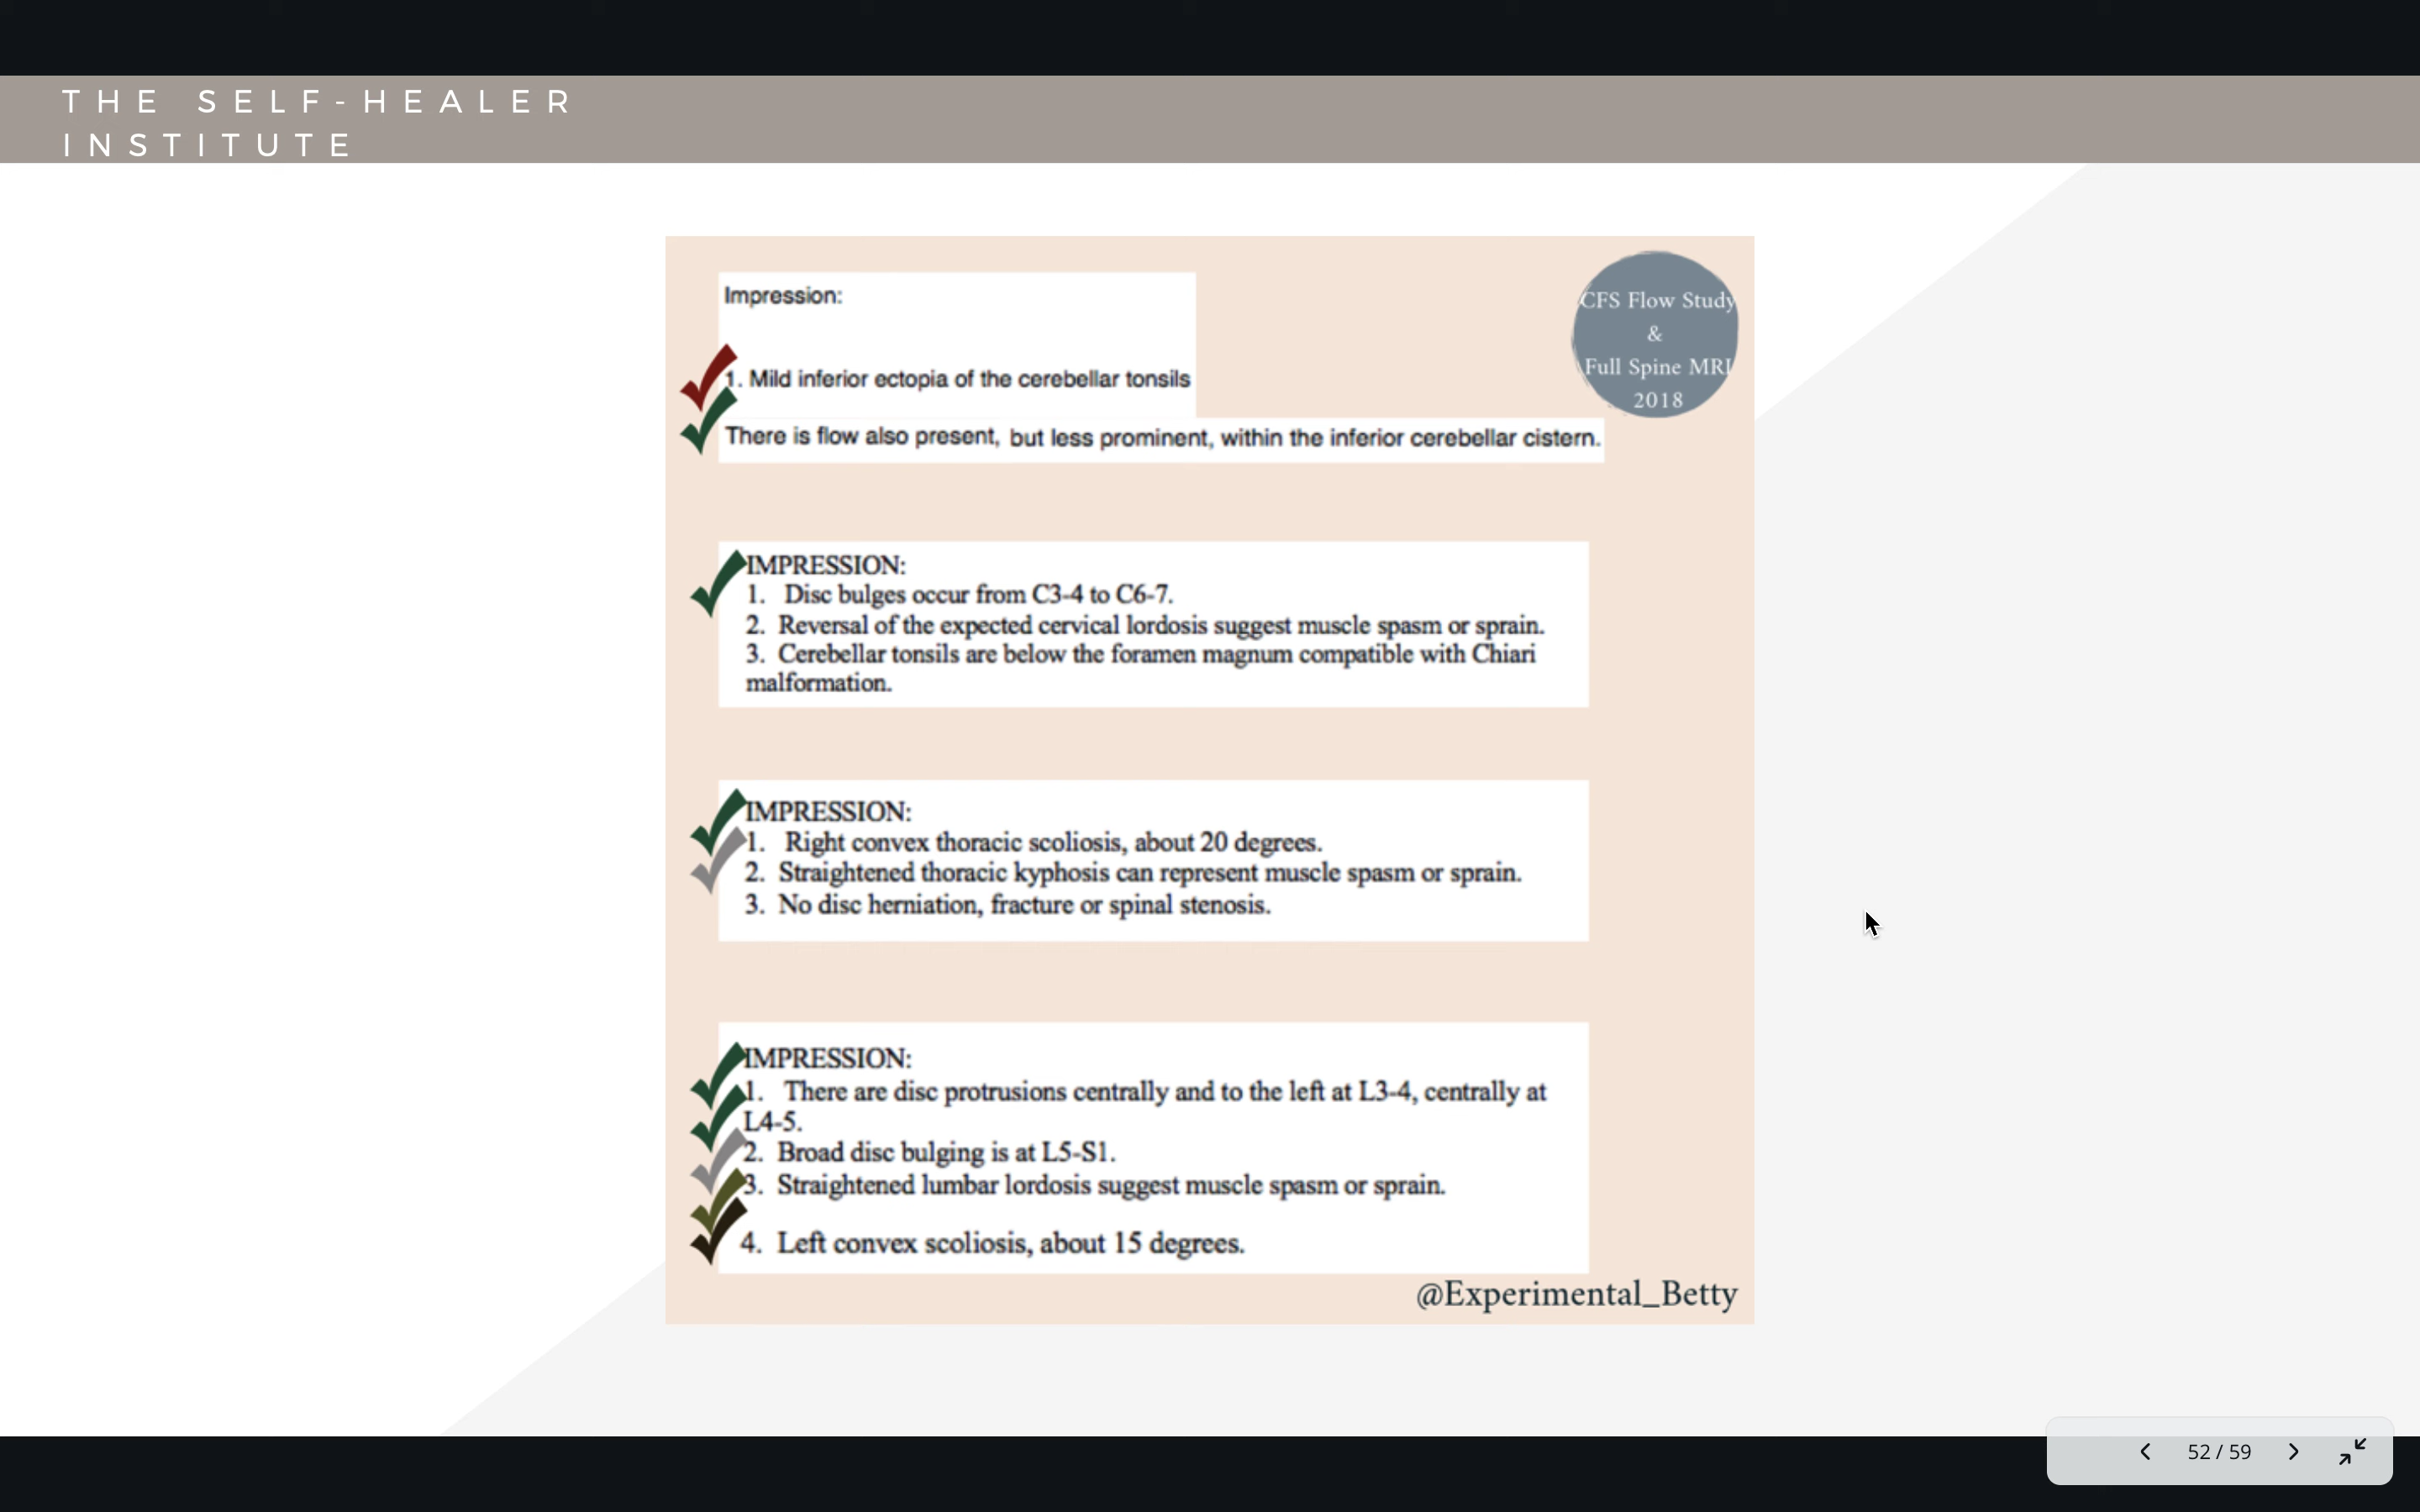 THE SELF-HEALER
INSTITUTE
CFS Flow Study
&
Full Spine MRI
2018
Impression:
1. Mild inferior ectopia of the cerebellar tonsils
There is flow also present, but less prominent, within the inferior cerebellar cistern.
IMPRESSION:
1. Disc bulges occur from C3-4 to C6-7.
2. Reversal of the expected cervical lordosis suggest muscle spasm or sprain.
3. Cerebellar tonsils are below the foramen magnum compatible with Chiari
malformation.
IMPRESSION:
1. Right convex thoracic scoliosis, about 20 degrees.
2. Straightened thoracic kyphosis can represent muscle spasm or sprain.
3. No disc herniation, fracture or spinal stenosis.
IMPRESSION:
1. There are disc protrusions centrally and to the left at L3-4, centrally at
L4-5.
2. Broad disc bulging is at L5-S1.
3. Straightened lumbar lordosis suggest muscle spasm or sprain.
4. Left convex scoliosis, about 15 degrees.
@Experimental_Betty
52 / 59